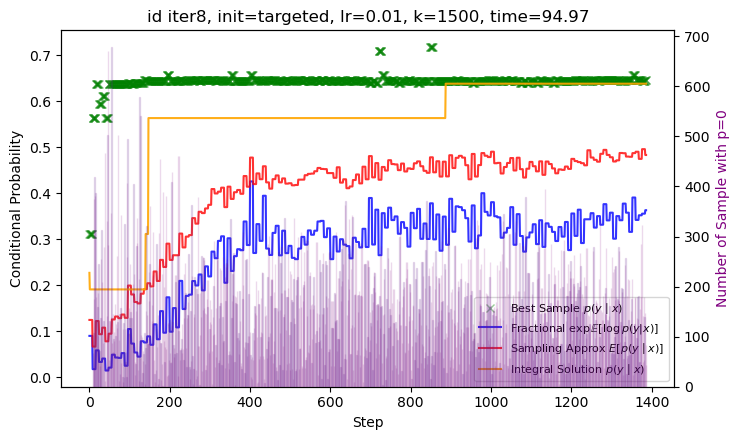 id iter8, init=targeted, lr=0.01, k=1500, time=94.97
Conditional Probability
0.7
0.6
0.5
0.4
0.3
0.2
0.1
0.0
Best Sample p(y | x)
Fractional exp𝔼[log p(y|x)]
Sampling Approx E[p(y | x)]
Integral Solution p(y | x)
700
600
500
400
300
200
100
0
Number of Sample with p=0
0 200 400 600 800 1000 1200 1400
Step